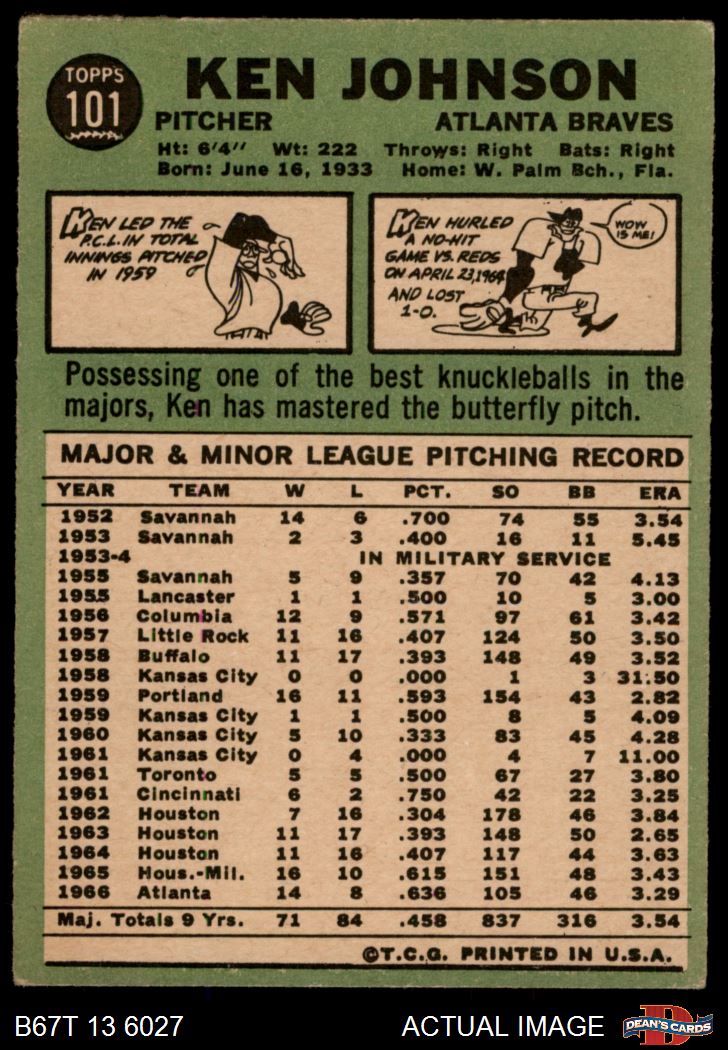 TOPPS
101
KEN JOHNSON
PITCHER ATLANTA BRAVES
Ht: 6'4" Wt: 222 Throws: Right Bats: Right
Born: June 16, 1933 Home: W. Palm Bch., Fla.
KEN LED THE
P.C.L. IN TOTAL
INNINGS PITCHED
IN 1959
KEN HURLED
A NO-HIT
GAME VS. REDS
ON APRIL 23, 1964
AND LOST
1-0.
WOW
IS ME!
Possessing one of the best knuckleballs in the
majors, Ken has mastered the butterfly pitch.
MAJOR & MINOR LEAGUE PITCHING RECORD
YEAR TEAM W L PCT. SO BB ERA
1952 Savannah 14 6 .700 74 55 3.54
1953 Savannah 2 3 .400 16 11 5.45
1953-4 IN MILITARY SERVICE
1955 Savannah 5 9 .357 70 42 4.13
1955 Lancaster 1 1 .500 10 5 3.00
1956 Columbia 12 9 .571 97 61 3.42
1957 Little Rock 11 16 .407 124 50 3.50
1958 Buffalo 11 17 .393 148 49 3.52
1958 Kansas City 0 0 .000 1 3 31.50
1959 Portland 16 11 .593 154 43 2.82
1959 Kansas City 1 1 .500 8 5 4.09
1960 Kansas City 5 10 .333 83 45 4.28
1961 Kansas City 0 4 .000 4 7 11.00
1961 Toronto 5 5 .500 67 27 3.80
1961 Cincinnati 6 2 .750 42 22 3.25
1962 Houston 7 16 .304 178 46 3.84
1963 Houston 11 17 .393 148 50 2.65
1964 Houston 11 16 .407 117 44 3.63
1965 Hous.-Mil. 16 10 .615 151 48 3.43
1966 Atlanta 14 8 .636 105 46 3.29
Maj. Totals 9 Yrs. 71 84 .458 837 316 3.54
©T.C.G. PRINTED IN U.S.A.
B67T 13 6027 ACTUAL IMAGE
D
DEAN'S CARDS